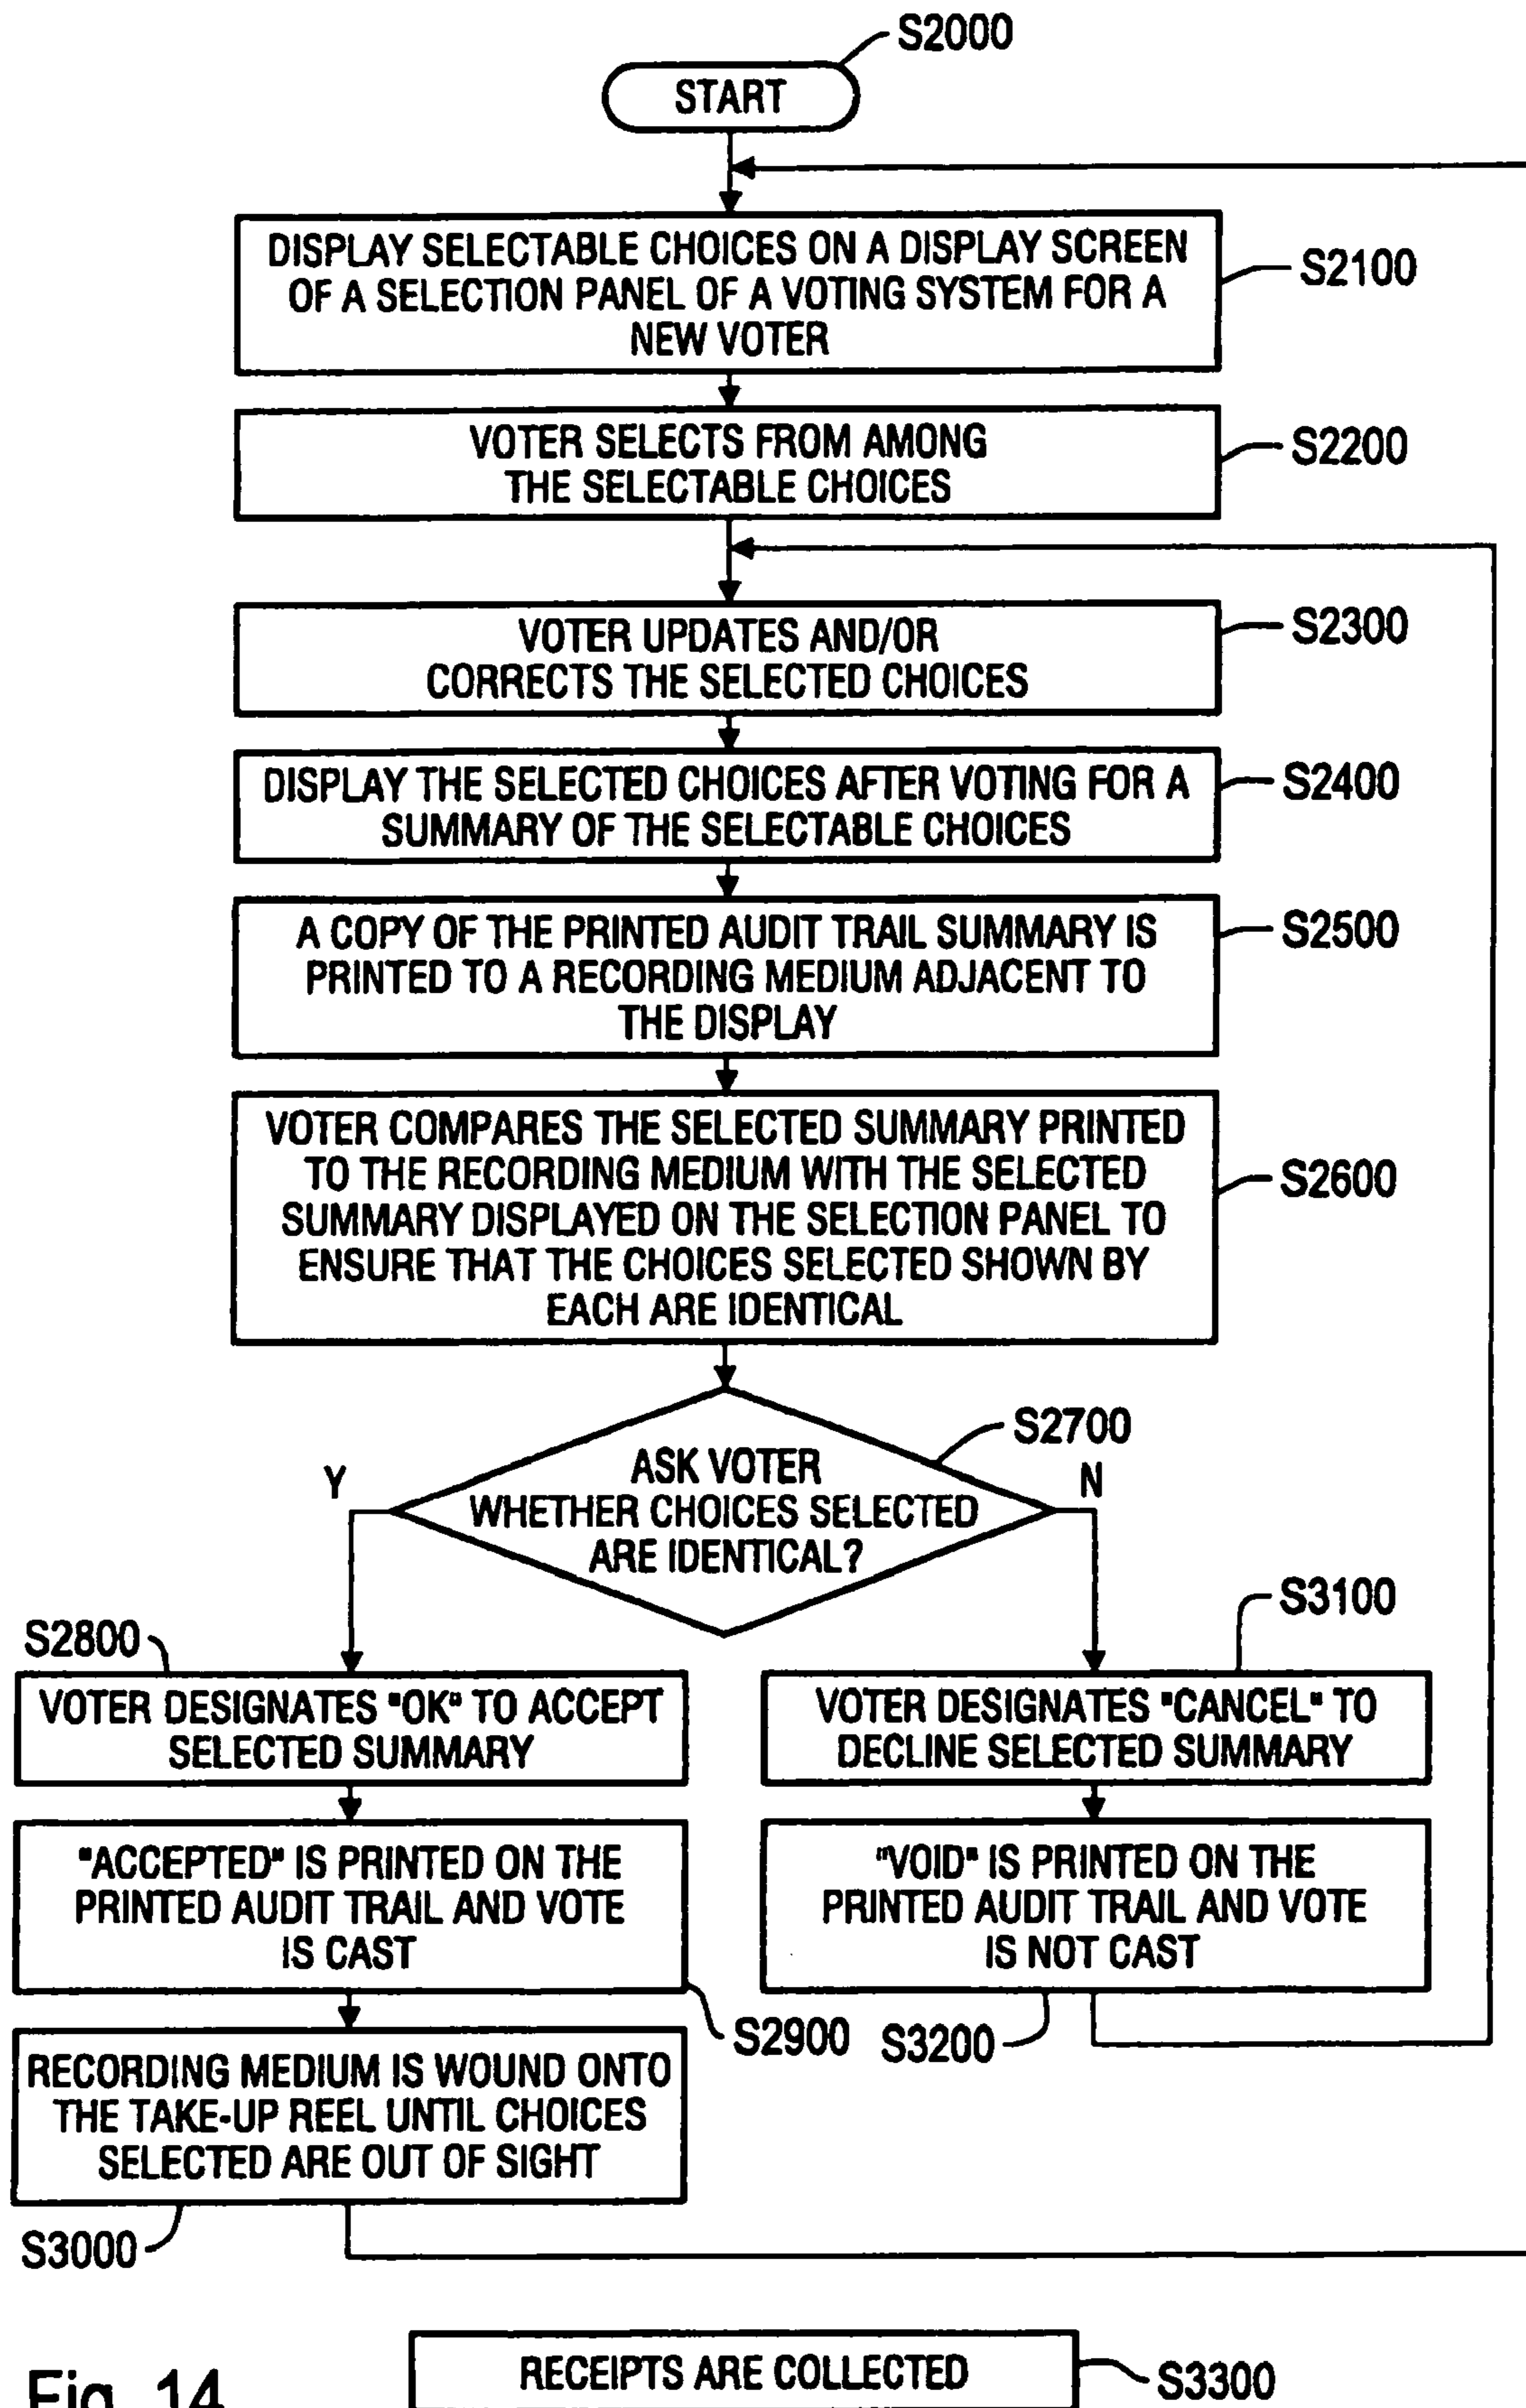 S2000
START
DISPLAY SELECTABLE CHOICES ON A DISPLAY SCREEN
OF A SELECTION PANEL OF A VOTING SYSTEM FOR A
NEW VOTER
S2100
VOTER SELECTS FROM AMONG
THE SELECTABLE CHOICES
S2200
VOTER UPDATES AND/OR
CORRECTS THE SELECTED CHOICES
S2300
DISPLAY THE SELECTED CHOICES AFTER VOTING FOR A
SUMMARY OF THE SELECTABLE CHOICES
S2400
A COPY OF THE PRINTED AUDIT TRAIL SUMMARY IS
PRINTED TO A RECORDING MEDIUM ADJACENT TO
THE DISPLAY
S2500
VOTER COMPARES THE SELECTED SUMMARY PRINTED
TO THE RECORDING MEDIUM WITH THE SELECTED
SUMMARY DISPLAYED ON THE SELECTION PANEL TO
ENSURE THAT THE CHOICES SELECTED SHOWN BY
EACH ARE IDENTICAL
S2600
S2700
ASK VOTER
WHETHER CHOICES SELECTED
ARE IDENTICAL?
Y
N
S2800
VOTER DESIGNATES "OK" TO ACCEPT
SELECTED SUMMARY
S3100
VOTER DESIGNATES "CANCEL" TO
DECLINE SELECTED SUMMARY
"ACCEPTED" IS PRINTED ON THE
PRINTED AUDIT TRAIL AND VOTE
IS CAST
S2900
"VOID" IS PRINTED ON THE
PRINTED AUDIT TRAIL AND VOTE
IS NOT CAST
S3200
RECORDING MEDIUM IS WOUND ONTO
THE TAKE-UP REEL UNTIL CHOICES
SELECTED ARE OUT OF SIGHT
S3000
RECEIPTS ARE COLLECTED
S3300
Fig. 14